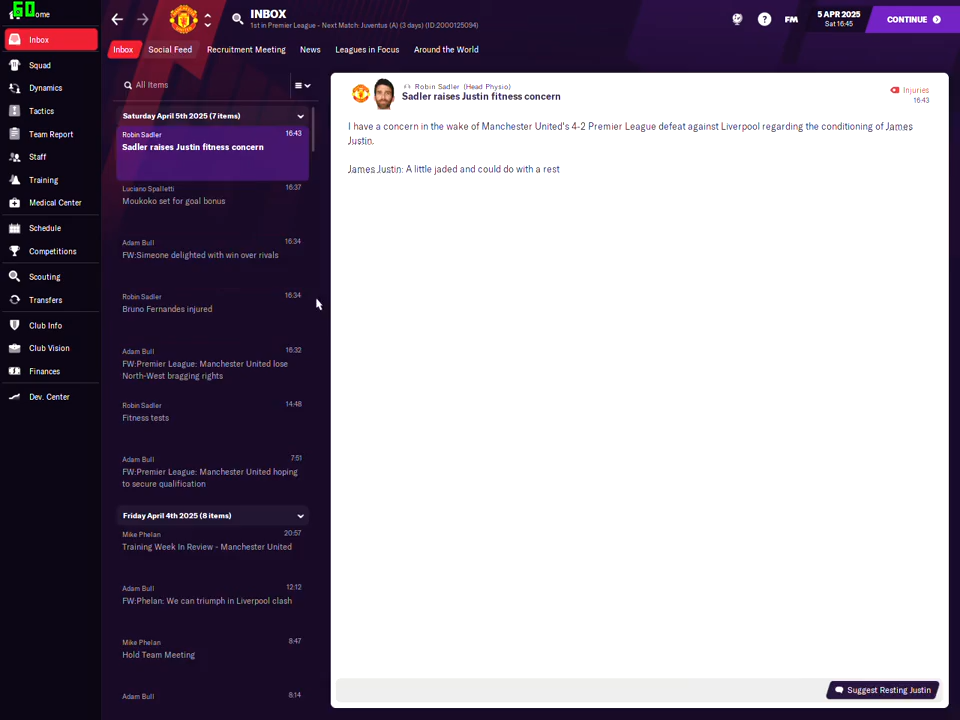 60
ome
INBOX
1st in Premier League - Next Match: Juventus (A) (3 days) (ID:2000125094)
?
FM
5 APR 2025
Sat 16:45
CONTINUE
Inbox
Squad
Dynamics
Tactics
Team Report
Staff
Training
Medical Center
Schedule
Competitions
Scouting
Transfers
Club Info
Club Vision
Finances
Dev. Center
Inbox
Social Feed
Recruitment Meeting
News
Leagues in Focus
Around the World
All Items
Saturday April 5th 2025 (7 items)
Robin Sadler 16:43
Sadler raises Justin fitness concern
Luciano Spalletti 16:37
Moukoko set for goal bonus
Adam Bull 16:34
FW:Simeone delighted with win over rivals
Robin Sadler 16:34
Bruno Fernandes injured
Adam Bull 16:32
FW:Premier League: Manchester United lose
North-West bragging rights
Robin Sadler 14:48
Fitness tests
Adam Bull 7:51
FW:Premier League: Manchester United hoping
to secure qualification
Friday April 4th 2025 (8 items)
Mike Phelan 20:57
Training Week In Review - Manchester United
Adam Bull 12:12
FW:Phelan: We can triumph in Liverpool clash
Mike Phelan 8:47
Hold Team Meeting
Adam Bull 8:14
Robin Sadler (Head Physio)
Sadler raises Justin fitness concern
Injuries
16:43
I have a concern in the wake of Manchester United's 4-2 Premier League defeat against Liverpool regarding the conditioning of James
Justin.
James Justin: A little jaded and could do with a rest
Suggest Resting Justin